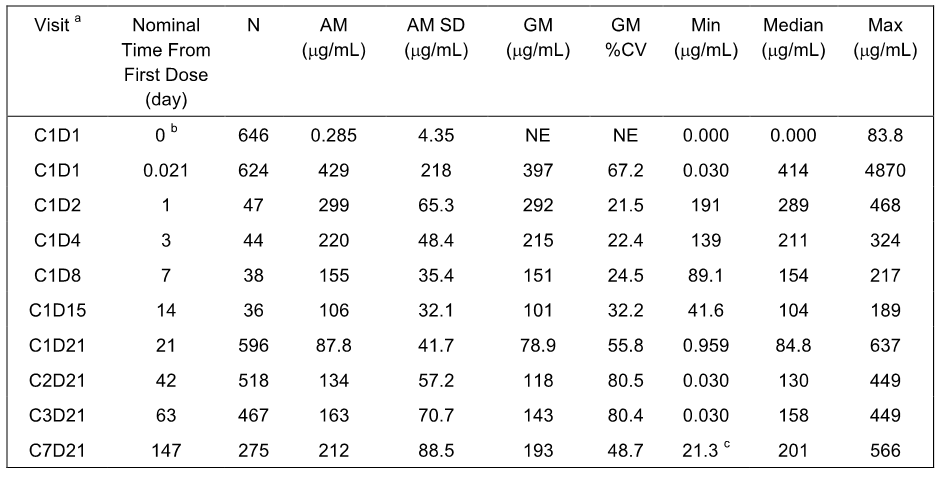 Visit a Nominal Time From First Dose (day) N AM (μg/mL) AM SD (μg/mL) GM (μg/mL) GM %CV Min (μg/mL) Median (μg/mL) Max (μg/mL)
C1D1 0 b 646 0.285 4.35 NE NE 0.000 0.000 83.8
C1D1 0.021 624 429 218 397 67.2 0.030 414 4870
C1D2 1 47 299 65.3 292 21.5 191 289 468
C1D4 3 44 220 48.4 215 22.4 139 211 324
C1D8 7 38 155 35.4 151 24.5 89.1 154 217
C1D15 14 36 106 32.1 101 32.2 41.6 104 189
C1D21 21 596 87.8 41.7 78.9 55.8 0.959 84.8 637
C2D21 42 518 134 57.2 118 80.5 0.030 130 449
C3D21 63 467 163 70.7 143 80.4 0.030 158 449
C7D21 147 275 212 88.5 193 48.7 21.3 c 201 566